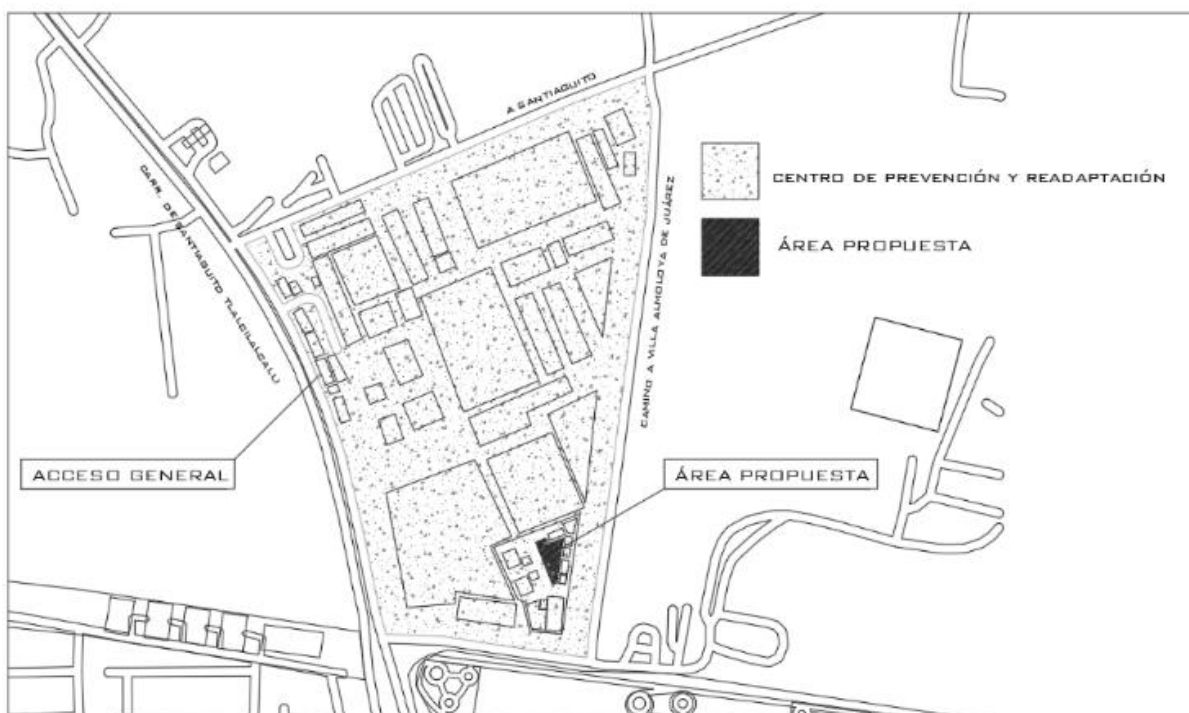 A SANTIAGUITO
CARR. DE SANTIAGUITO TLALCILALCALLI
CAMINO A VILLA ALMOLOYA DE JUÁREZ
CENTRO DE PREVENCIÓN Y READAPTACIÓN
ÁREA PROPUESTA
ACCESO GENERAL
ÁREA PROPUESTA